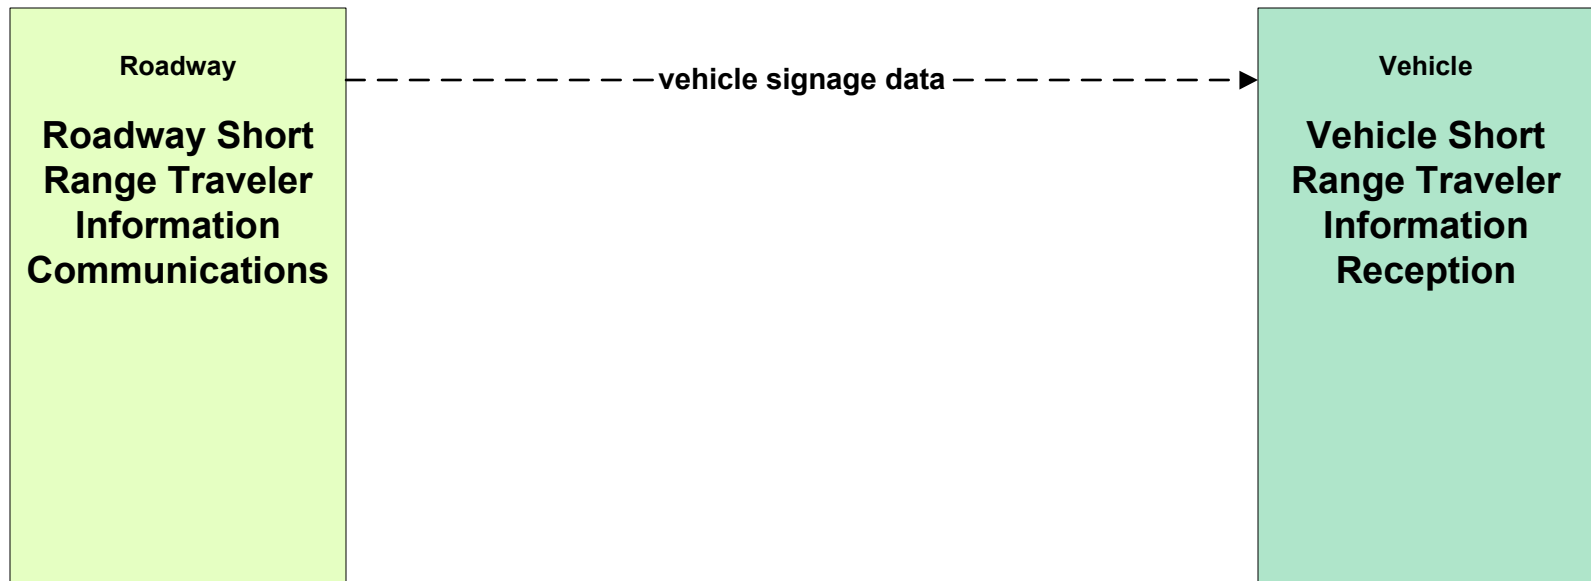 Roadway
Roadway Short
Range Traveler
Information
Communications
vehicle signage data
Vehicle
Vehicle Short
Range Traveler
Information
Reception